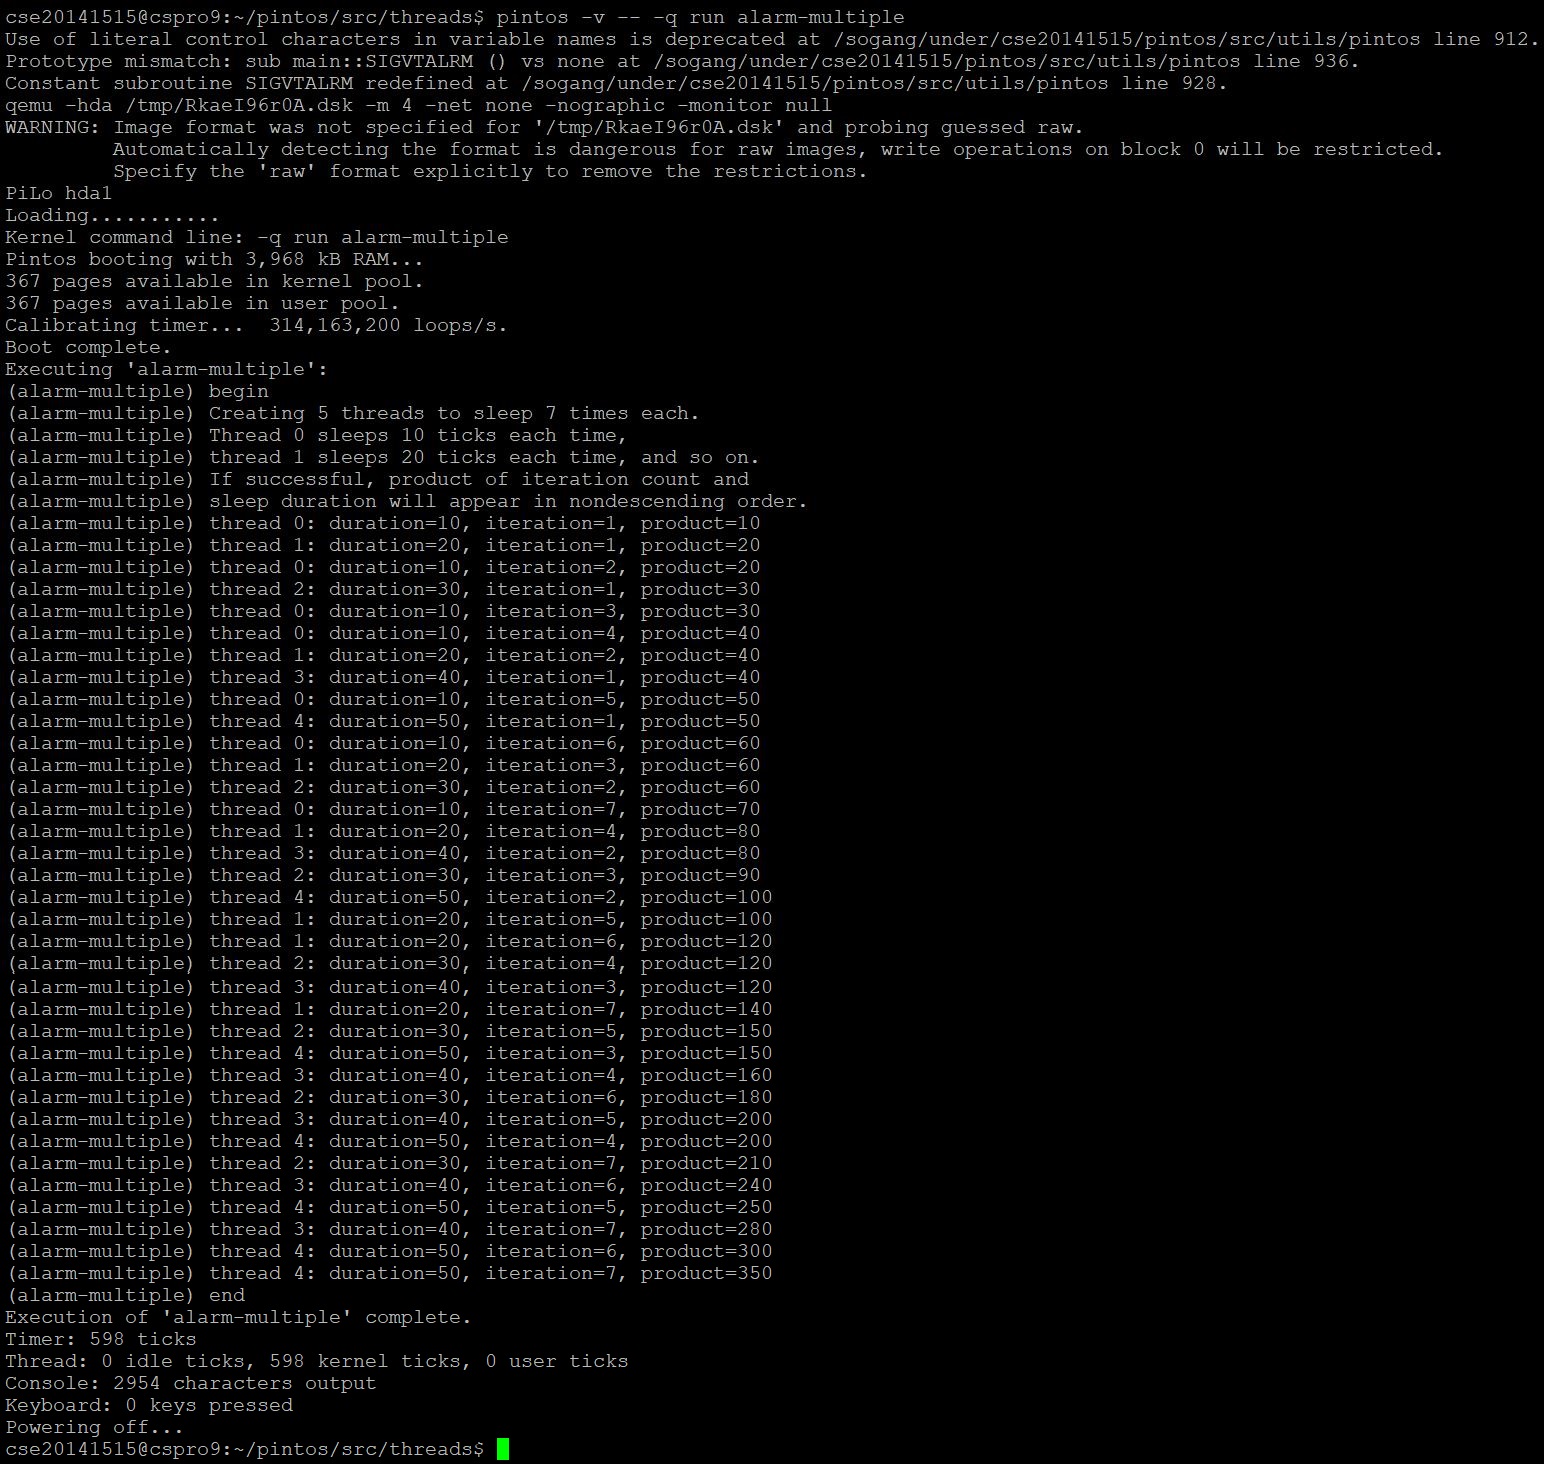 cse20141515@cspro9:~/pintos/src/threads$ pintos -v -- -q run alarm-multiple
Use of literal control characters in variable names is deprecated at /sogang/under/cse20141515/pintos/src/utils/pintos line 912.
Prototype mismatch: sub main::SIGVTALRM () vs none at /sogang/under/cse20141515/pintos/src/utils/pintos line 936.
Constant subroutine SIGVTALRM redefined at /sogang/under/cse20141515/pintos/src/utils/pintos line 928.
qemu -hda /tmp/RkaeI96r0A.dsk -m 4 -net none -nographic -monitor null
WARNING: Image format was not specified for '/tmp/RkaeI96r0A.dsk' and probing guessed raw.
         Automatically detecting the format is dangerous for raw images, write operations on block 0 will be restricted.
         Specify the 'raw' format explicitly to remove the restrictions.
PiLo hda1
Loading...........
Kernel command line: -q run alarm-multiple
Pintos booting with 3,968 kB RAM...
367 pages available in kernel pool.
367 pages available in user pool.
Calibrating timer...  314,163,200 loops/s.
Boot complete.
Executing 'alarm-multiple':
(alarm-multiple) begin
(alarm-multiple) Creating 5 threads to sleep 7 times each.
(alarm-multiple) Thread 0 sleeps 10 ticks each time,
(alarm-multiple) thread 1 sleeps 20 ticks each time, and so on.
(alarm-multiple) If successful, product of iteration count and
(alarm-multiple) sleep duration will appear in nondescending order.
(alarm-multiple) thread 0: duration=10, iteration=1, product=10
(alarm-multiple) thread 1: duration=20, iteration=1, product=20
(alarm-multiple) thread 0: duration=10, iteration=2, product=20
(alarm-multiple) thread 2: duration=30, iteration=1, product=30
(alarm-multiple) thread 0: duration=10, iteration=3, product=30
(alarm-multiple) thread 0: duration=10, iteration=4, product=40
(alarm-multiple) thread 1: duration=20, iteration=2, product=40
(alarm-multiple) thread 3: duration=40, iteration=1, product=40
(alarm-multiple) thread 0: duration=10, iteration=5, product=50
(alarm-multiple) thread 4: duration=50, iteration=1, product=50
(alarm-multiple) thread 0: duration=10, iteration=6, product=60
(alarm-multiple) thread 1: duration=20, iteration=3, product=60
(alarm-multiple) thread 2: duration=30, iteration=2, product=60
(alarm-multiple) thread 0: duration=10, iteration=7, product=70
(alarm-multiple) thread 1: duration=20, iteration=4, product=80
(alarm-multiple) thread 3: duration=40, iteration=2, product=80
(alarm-multiple) thread 2: duration=30, iteration=3, product=90
(alarm-multiple) thread 4: duration=50, iteration=2, product=100
(alarm-multiple) thread 1: duration=20, iteration=5, product=100
(alarm-multiple) thread 1: duration=20, iteration=6, product=120
(alarm-multiple) thread 2: duration=30, iteration=4, product=120
(alarm-multiple) thread 3: duration=40, iteration=3, product=120
(alarm-multiple) thread 1: duration=20, iteration=7, product=140
(alarm-multiple) thread 2: duration=30, iteration=5, product=150
(alarm-multiple) thread 4: duration=50, iteration=3, product=150
(alarm-multiple) thread 3: duration=40, iteration=4, product=160
(alarm-multiple) thread 2: duration=30, iteration=6, product=180
(alarm-multiple) thread 3: duration=40, iteration=5, product=200
(alarm-multiple) thread 4: duration=50, iteration=4, product=200
(alarm-multiple) thread 2: duration=30, iteration=7, product=210
(alarm-multiple) thread 3: duration=40, iteration=6, product=240
(alarm-multiple) thread 4: duration=50, iteration=5, product=250
(alarm-multiple) thread 3: duration=40, iteration=7, product=280
(alarm-multiple) thread 4: duration=50, iteration=6, product=300
(alarm-multiple) thread 4: duration=50, iteration=7, product=350
(alarm-multiple) end
Execution of 'alarm-multiple' complete.
Timer: 598 ticks
Thread: 0 idle ticks, 598 kernel ticks, 0 user ticks
Console: 2954 characters output
Keyboard: 0 keys pressed
Powering off...
cse20141515@cspro9:~/pintos/src/threads$